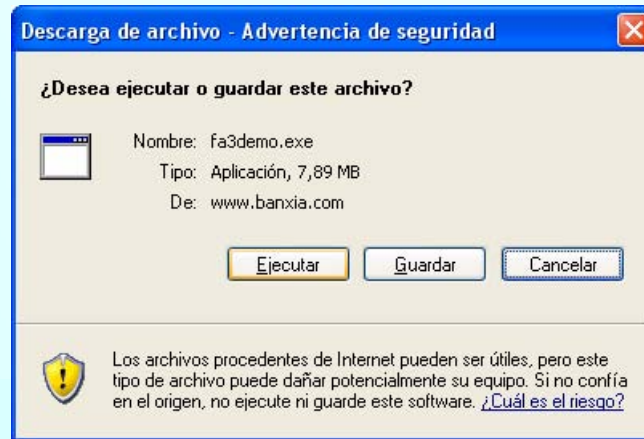 Descarga de archivo - Advertencia de seguridad
¿Desea ejecutar o guardar este archivo?
Nombre: fa3demo.exe
Tipo: Aplicación, 7,89 MB
De: www.banxia.com
Ejecutar Guardar Cancelar
Los archivos procedentes de Internet pueden ser útiles, pero este
tipo de archivo puede dañar potencialmente su equipo. Si no confía
en el origen, no ejecute ni guarde este software. ¿Cuál es el riesgo?